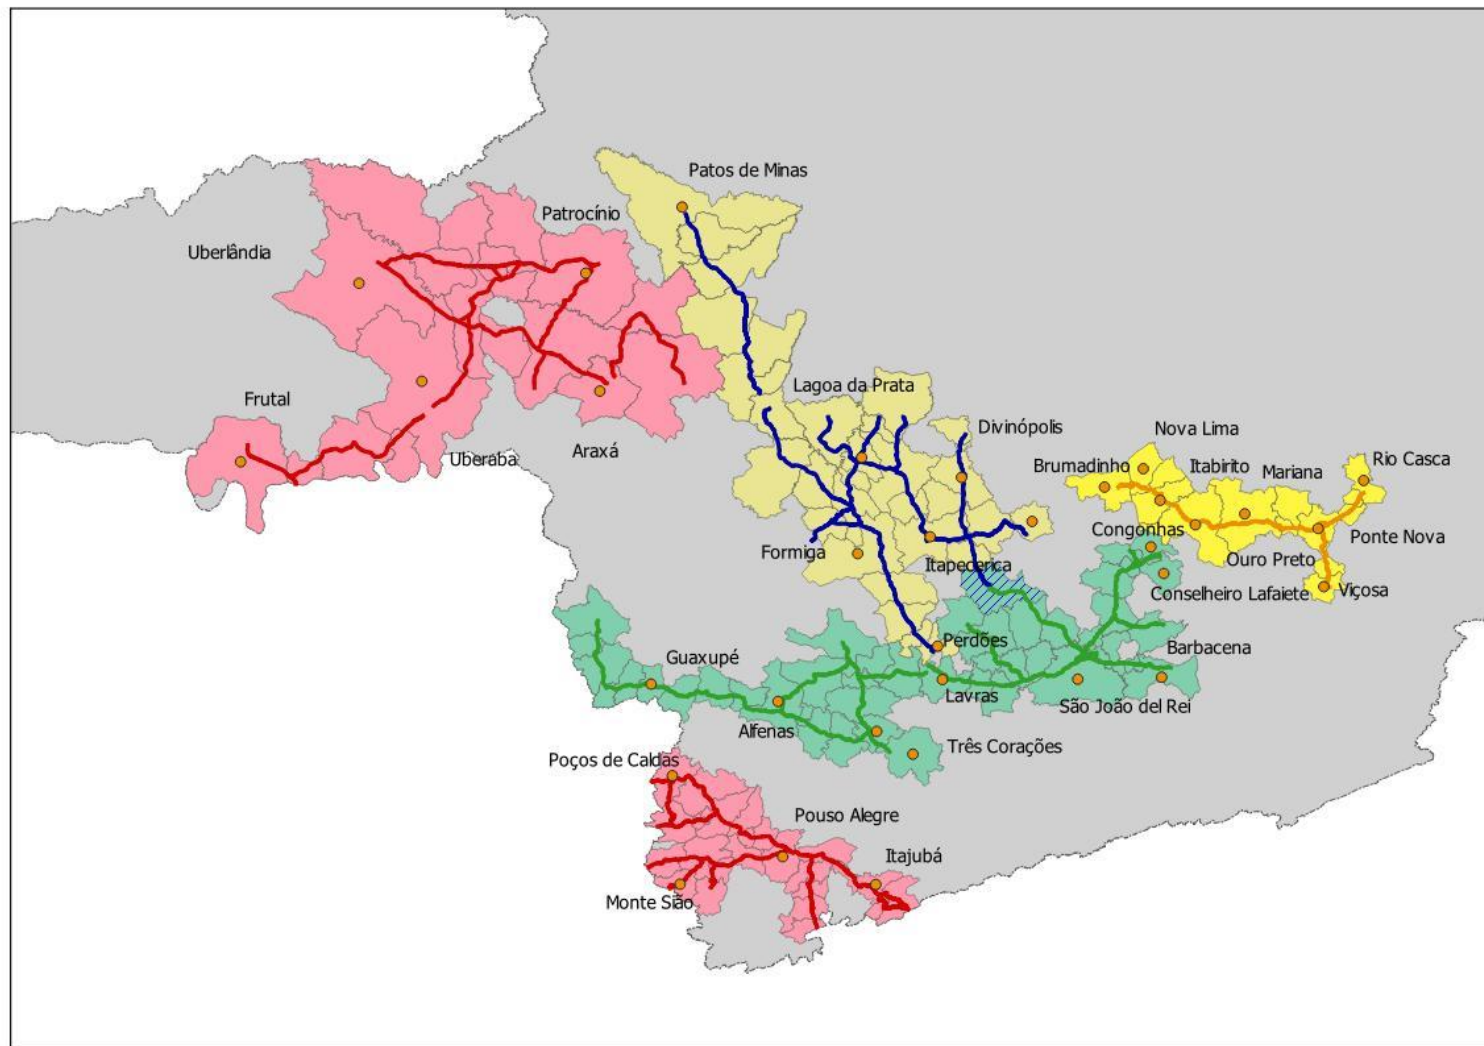 Patos de Minas
Patrocínio
Uberlândia
Lagoa da Prata
Frutal
Divinópolis
Nova Lima
Araxá
Uberaba
Brumadinho
Itabirito
Mariana
Rio Casca
Congonhas
Ponte Nova
Formiga
Itapecerica
Ouro Preto
Conselheiro Lafaiete
Viçosa
Perdões
Barbacena
Guaxupé
Lavras
São João del Rei
Alfenas
Três Corações
Poços de Caldas
Pouso Alegre
Itajubá
Monte Sião